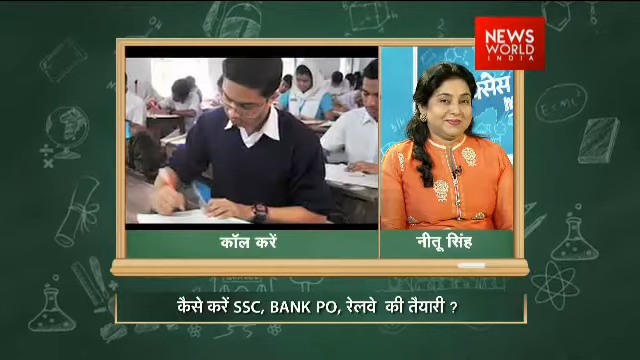 NEWS
WORLD
INDIA
कॉल करें
नीतू सिंह
कैसे करें SSC, BANK PO, रेलवे की तैयारी ?